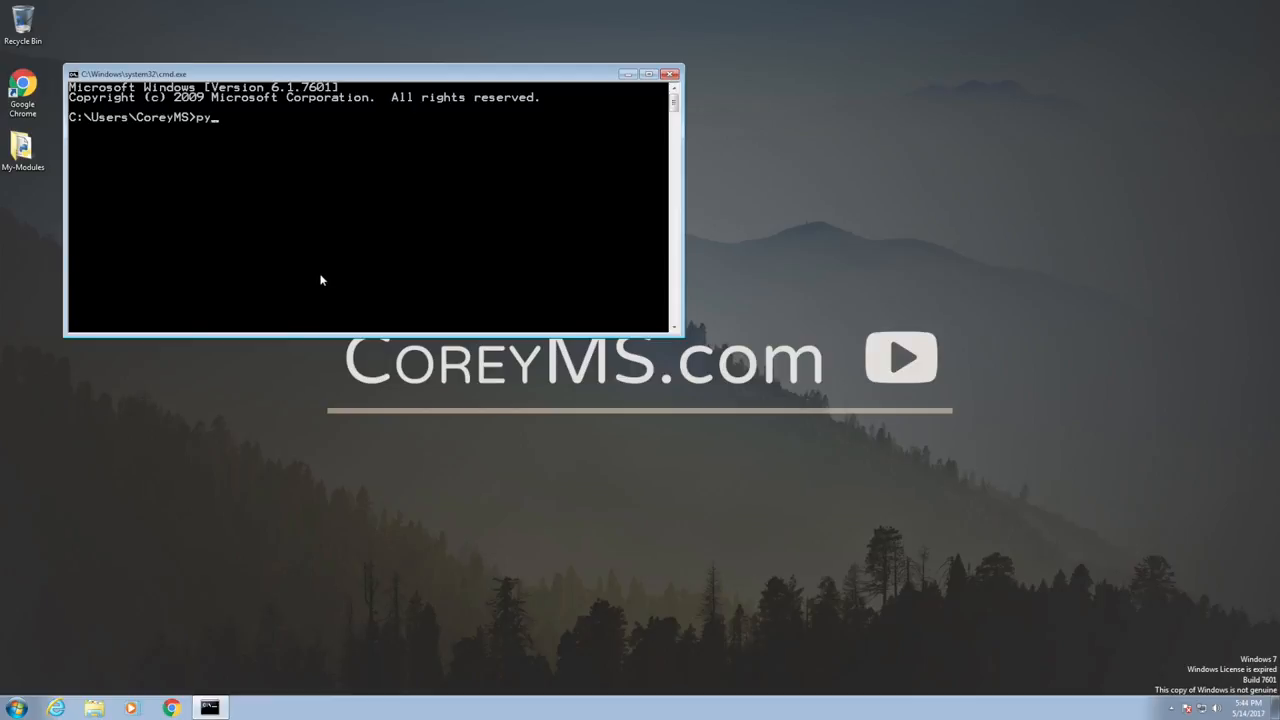 Recycle Bin
Google
Chrome
My-Modules
C:\Windows\system32\cmd.exe
Microsoft Windows [Version 6.1.7601]
Copyright (c) 2009 Microsoft Corporation.  All rights reserved.
C:\Users\CoreyMS>py_
CoreyMS.com
Windows 7
Windows License is expired
Build 7601
This copy of Windows is not genuine
5:44 PM
5/14/2017